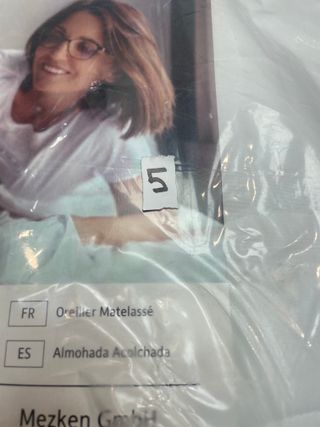 5
FR Oreiller Matelassé
ES Almohada Acolchada
Mezken GmbH